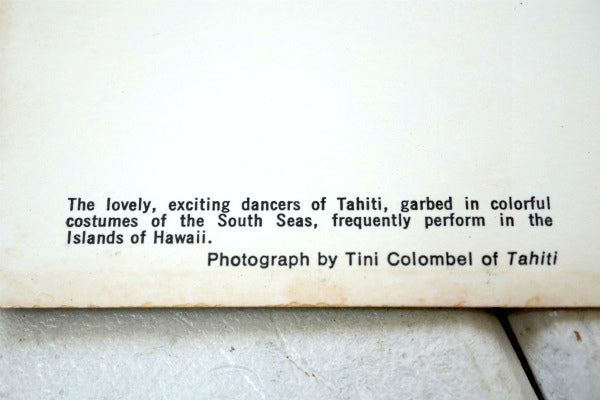 The lovely, exciting dancers of Tahiti, garbed in colorful
costumes of the South Seas, frequently perform in the
Islands of Hawaii.
Photograph by Tini Colombel of Tahiti